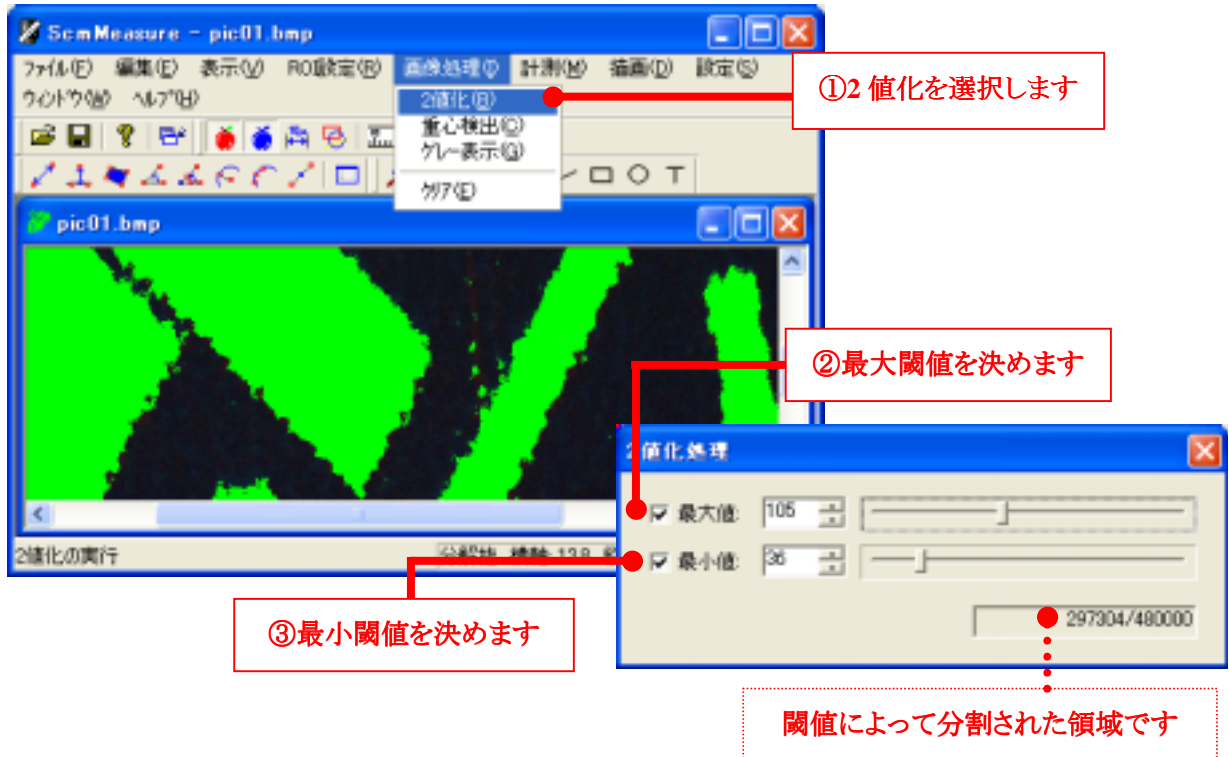 ScmMeasure - pic01.bmp
ファイル(F) 編集(E) 表示(V) ROI設定(R) 画像処理(I) 計測(M) 描画(D) 設定(S)
ウィンドウ(W) ヘルプ(H)
2値化(B)
重心検出(C)
グレー表示(G)
クリア(E)
①2 値化を選択します
pic01.bmp
②最大閾値を決めます
2値化処理
最大値: 105
最小値: 36
297304/480000
2値化の実行
横軸: 13.8
③最小閾値を決めます
閾値によって分割された領域です